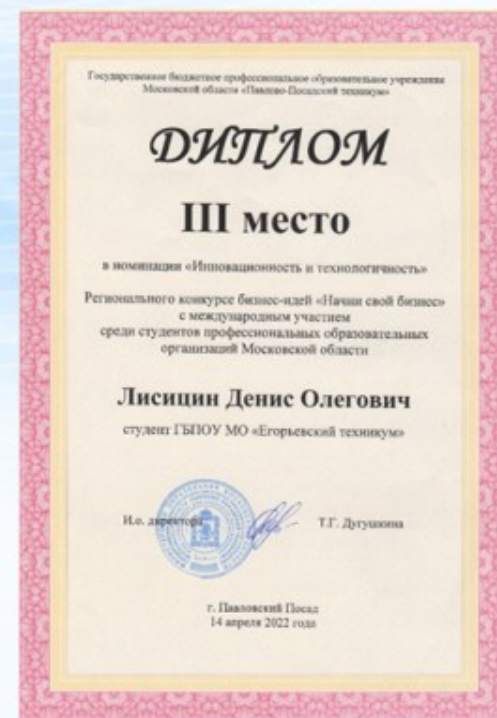 Государственное бюджетное профессиональное образовательное учреждение
Московской области «Павлово-Посадский техникум»
ДИПЛОМ
III место
в номинации «Инновационность и технологичность»
Регионального конкурсе бизнес-идей «Начни свой бизнес»
с международным участием
среди студентов профессиональных образовательных
организаций Московской области
Лисицин Денис Олегович
студент ГБПОУ МО «Егорьевский техникум»
И.о. директора Т.Г. Дугушкина
г. Павловский Посад
14 апреля 2022 года